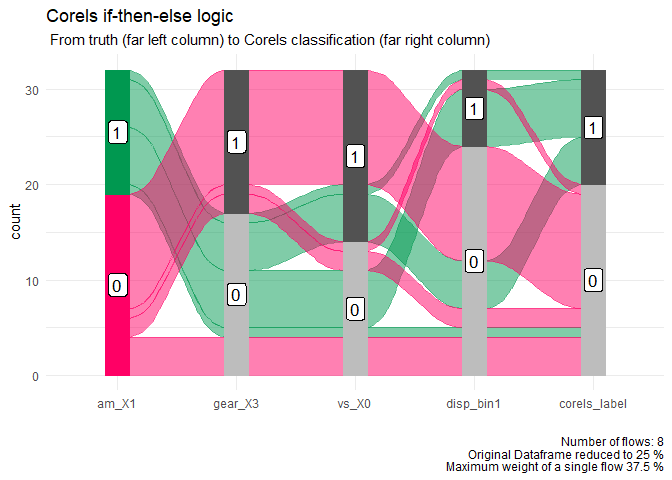 Corels if-then-else logic
From truth (far left column) to Corels classification (far right column)
count
30
20
10
0
1
0
1
0
1
0
1
0
1
0
am_X1
gear_X3
vs_X0
disp_bin1
corels_label
Number of flows: 8
Original Dataframe reduced to 25 %
Maximum weight of a single flow 37.5 %